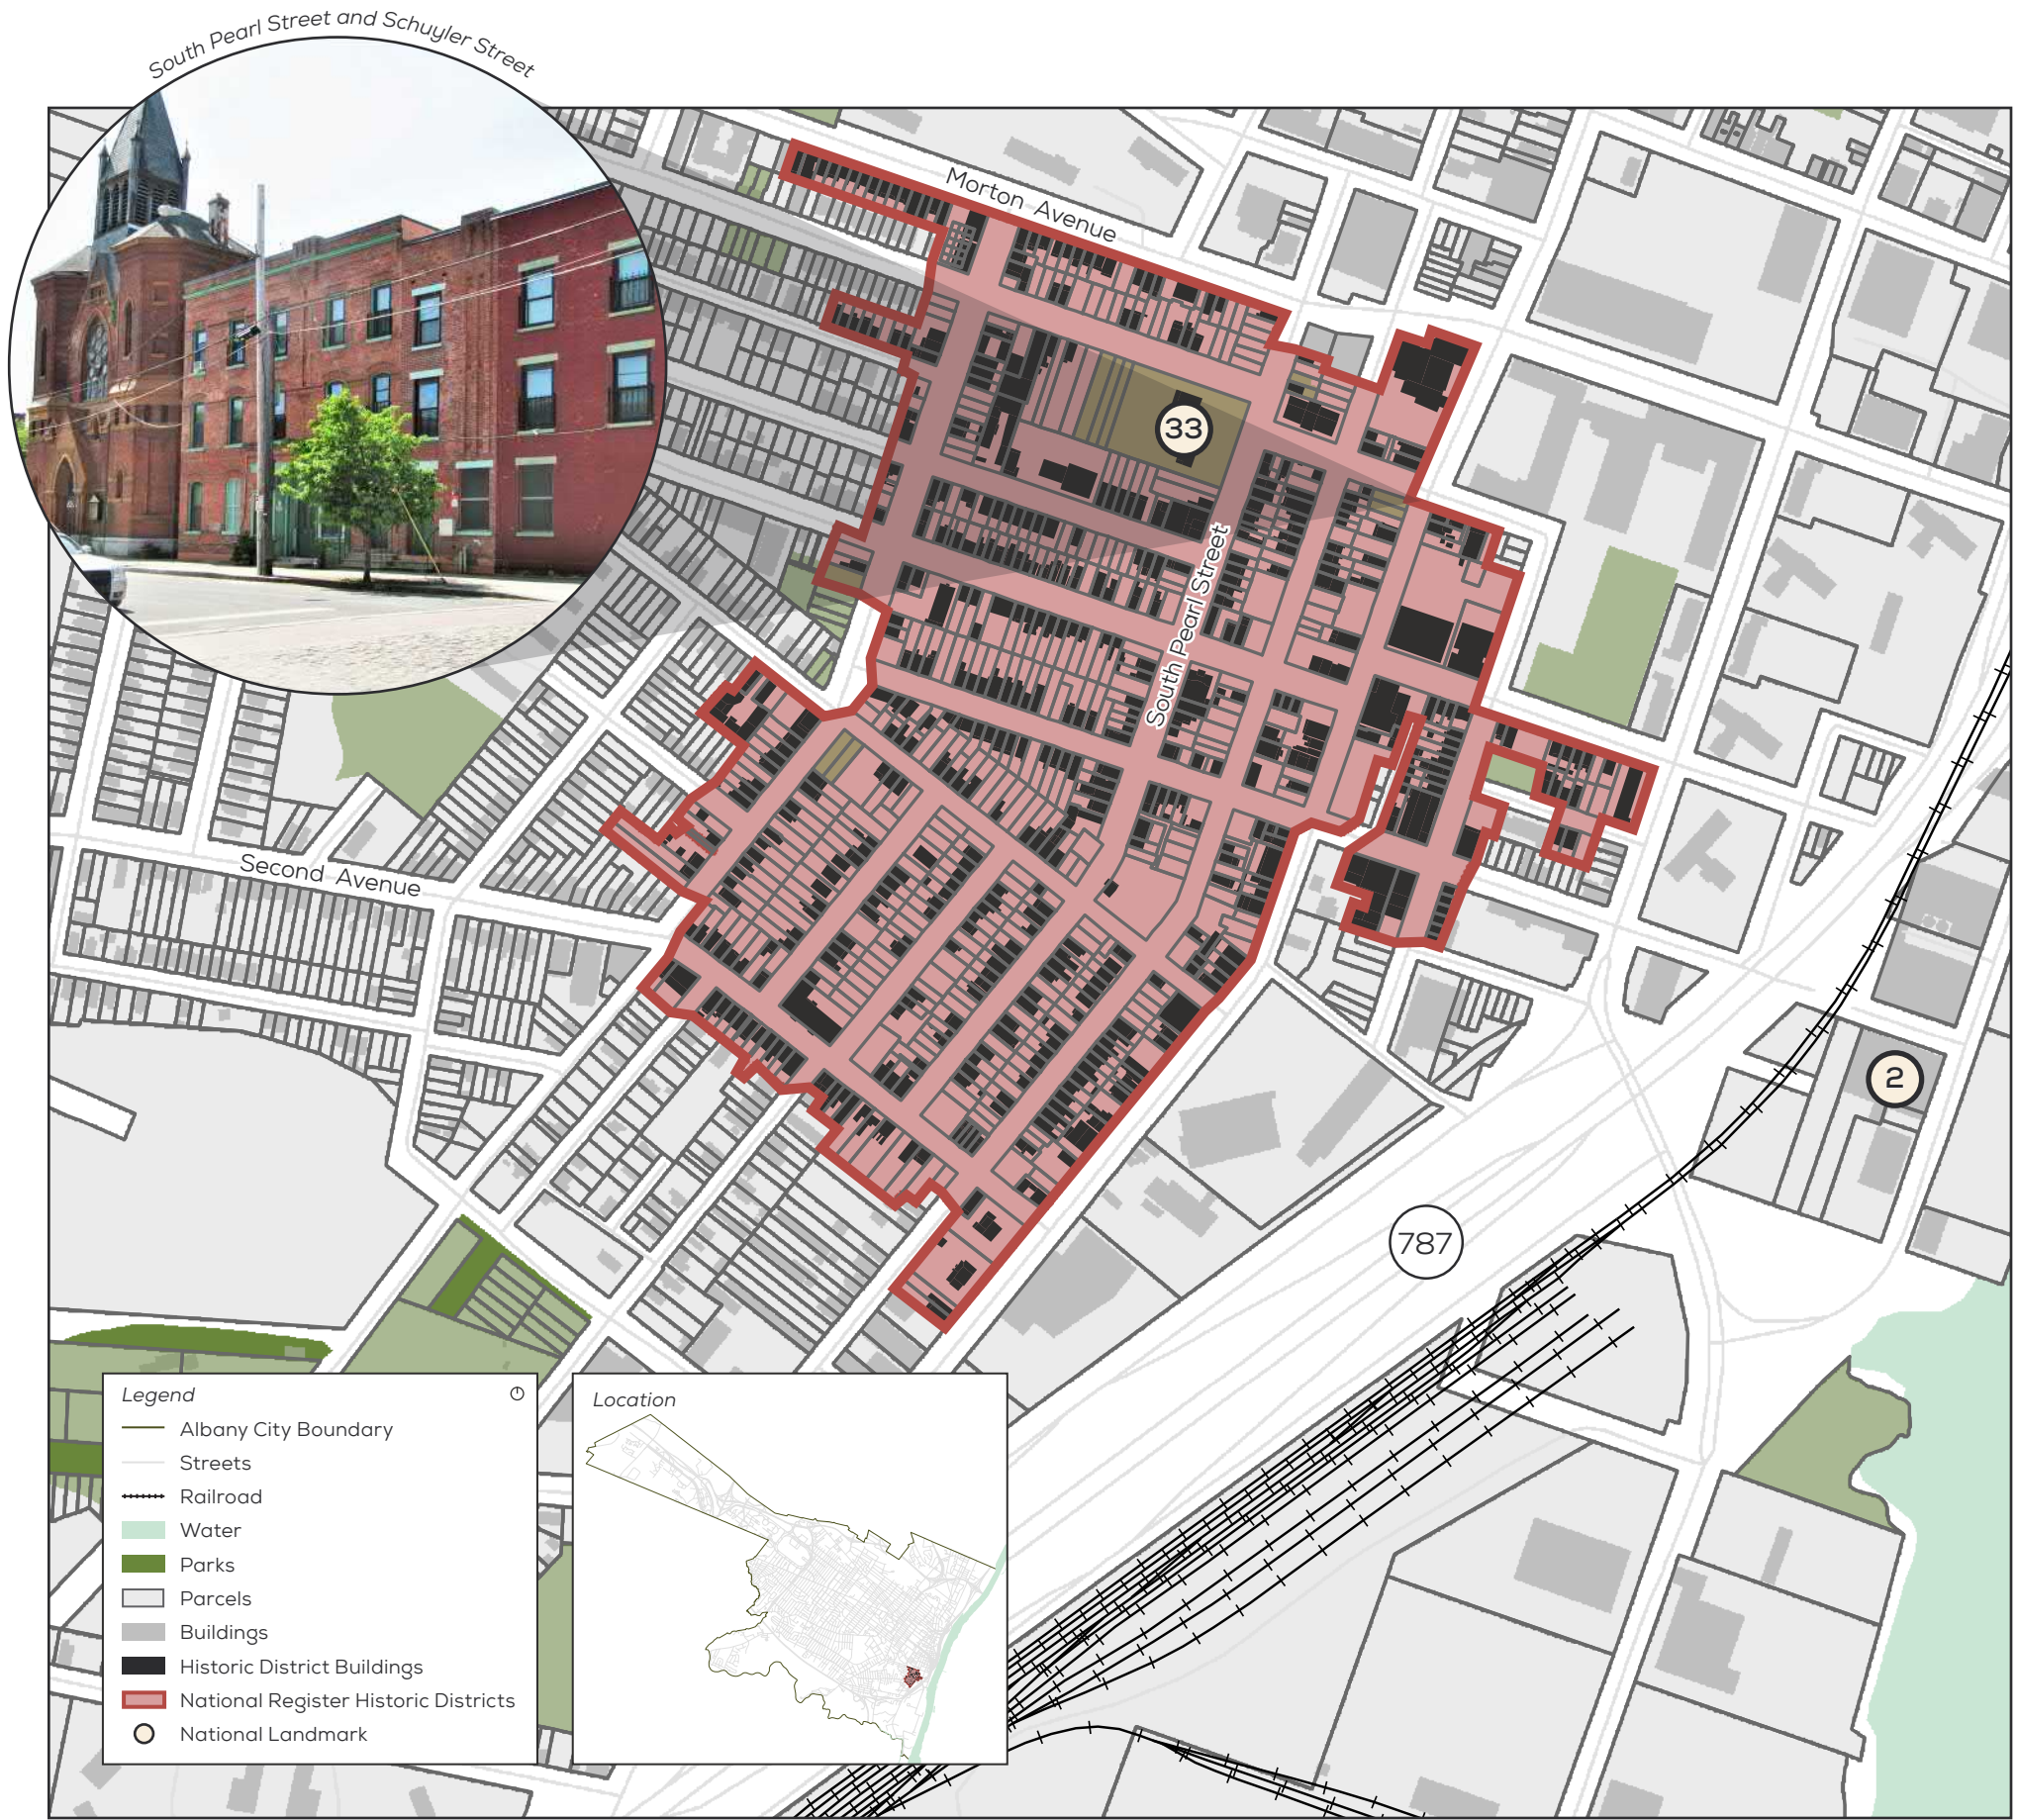 South Pearl Street and Schuyler Street
Morton Avenue
33
South Pearl Street
Second Avenue
2
787
Legend
Albany City Boundary
Streets
Railroad
Water
Parks
Parcels
Buildings
Historic District Buildings
National Register Historic Districts
National Landmark
Location